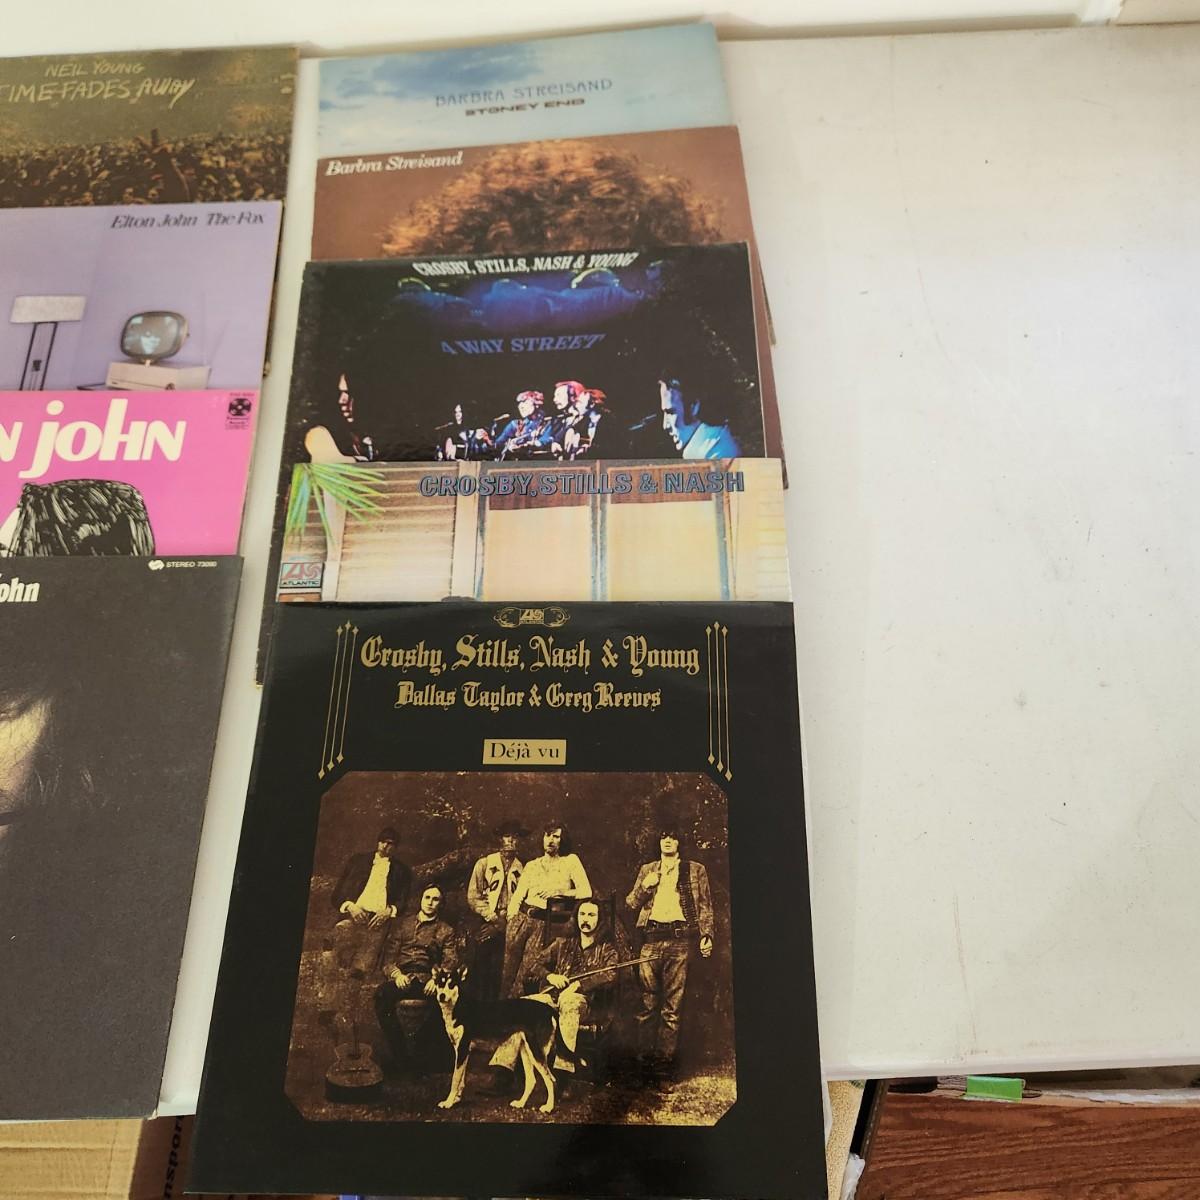 NEIL YOUNG
TIME FADES AWAY
Elton John The Fox
N john
STEREO 73090
ohn
BARBRA STREISAND
STONEY END
Barbra Streisand
CROSBY, STILLS, NASH & YOUNG
4 WAY STREET
CROSBY, STILLS & NASH
ATLANTIC
Crosby, Stills, Nash & Young
Dallas Taylor & Greg Reeves
Déjà vu